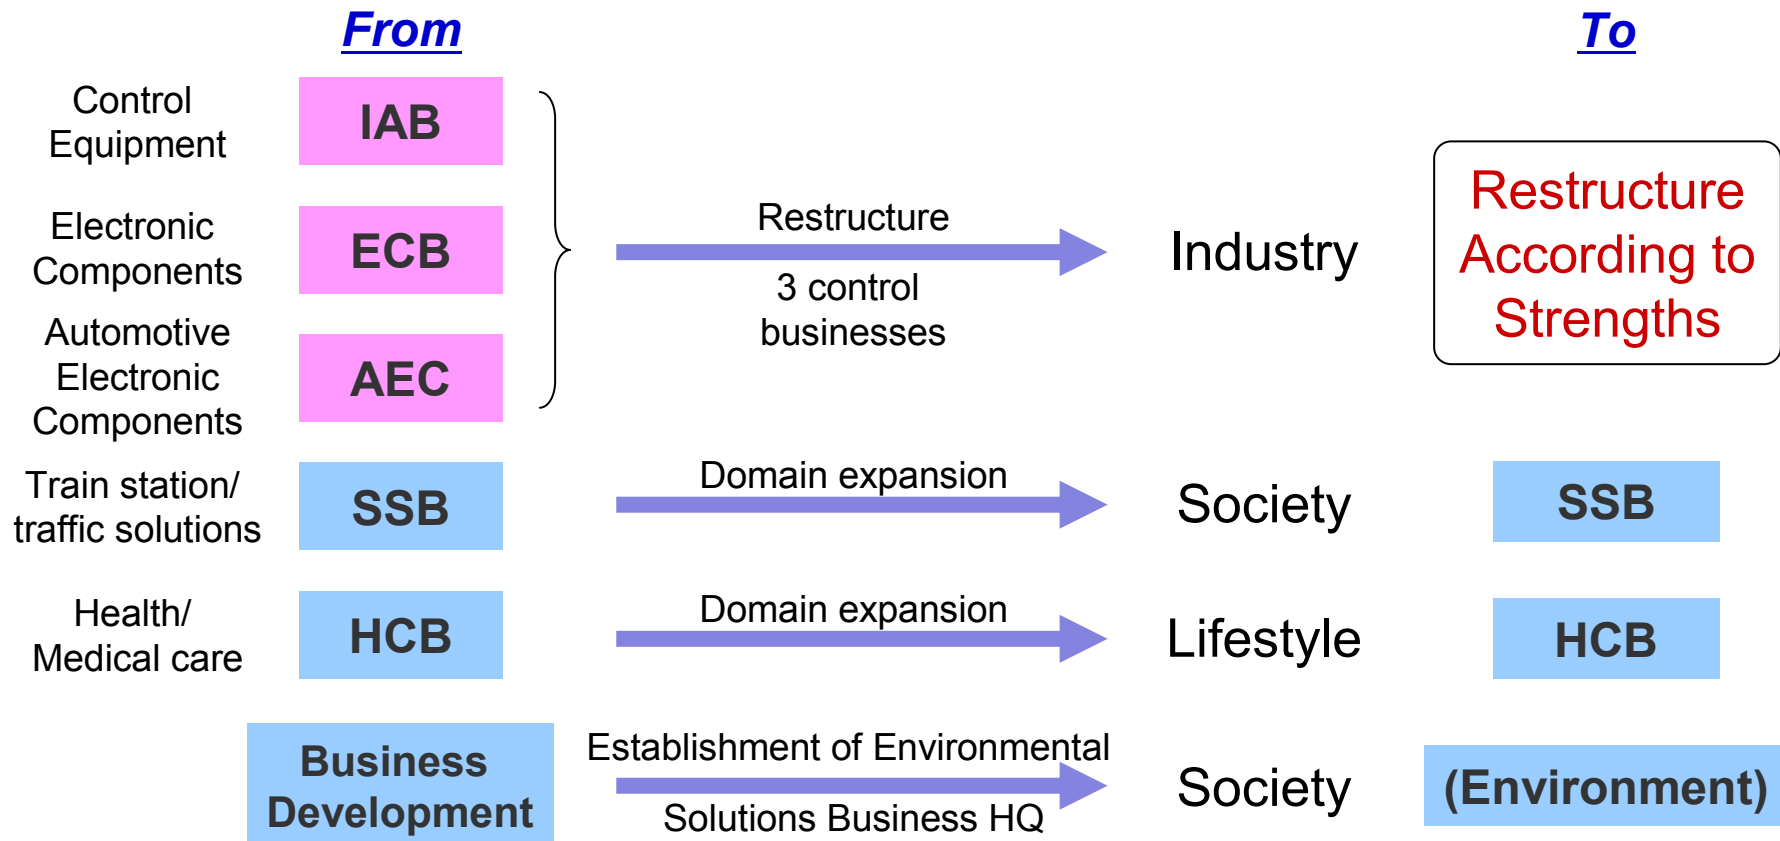 From
To
Control
Equipment
IAB
Electronic
Components
ECB
Automotive
Electronic
Components
AEC
Restructure
3 control
businesses
Industry
Restructure
According to
Strengths
Train station/
traffic solutions
SSB
Domain expansion
Society
SSB
Health/
Medical care
HCB
Domain expansion
Lifestyle
HCB
Business
Development
Establishment of Environmental
Solutions Business HQ
Society
(Environment)